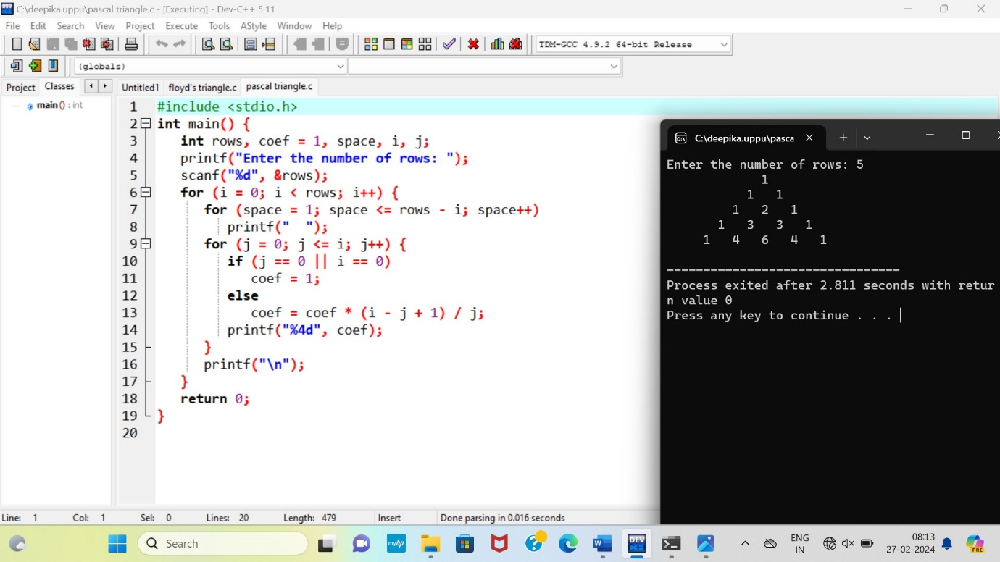 C:\deepika.uppu\pascal triangle.c - [Executing] - Dev-C++ 5.11
File Edit Search View Project Execute Tools AStyle Window Help
TDM-GCC 4.9.2 64-bit Release
(globals)
Project Classes
Untitled1 floyd's triangle.c pascal triangle.c
main () : int
1 #include <stdio.h>
2 int main() {
3 int rows, coef = 1, space, i, j;
4 printf("Enter the number of rows: ");
5 scanf("%d", &rows);
6 for (i = 0; i < rows; i++) {
7 for (space = 1; space <= rows - i; space++)
8 printf("  ");
9 for (j = 0; j <= i; j++) {
10 if (j == 0 || i == 0)
11 coef = 1;
12 else
13 coef = coef * (i - j + 1) / j;
14 printf("%4d", coef);
15 }
16 printf("\n");
17 }
18 return 0;
19 }
20
C:\deepika.uppu\pasca
Enter the number of rows: 5
1
1 1
1 2 1
1 3 3 1
1 4 6 4 1
--------------------------------
Process exited after 2.811 seconds with retur
n value 0
Press any key to continue . . .
Line: 1 Col: 1 Sel: 0 Lines: 20 Length: 479 Insert Done parsing in 0.016 seconds
Search
myhp
DEV C++
ENG
IN
08:13
27-02-2024
PRE